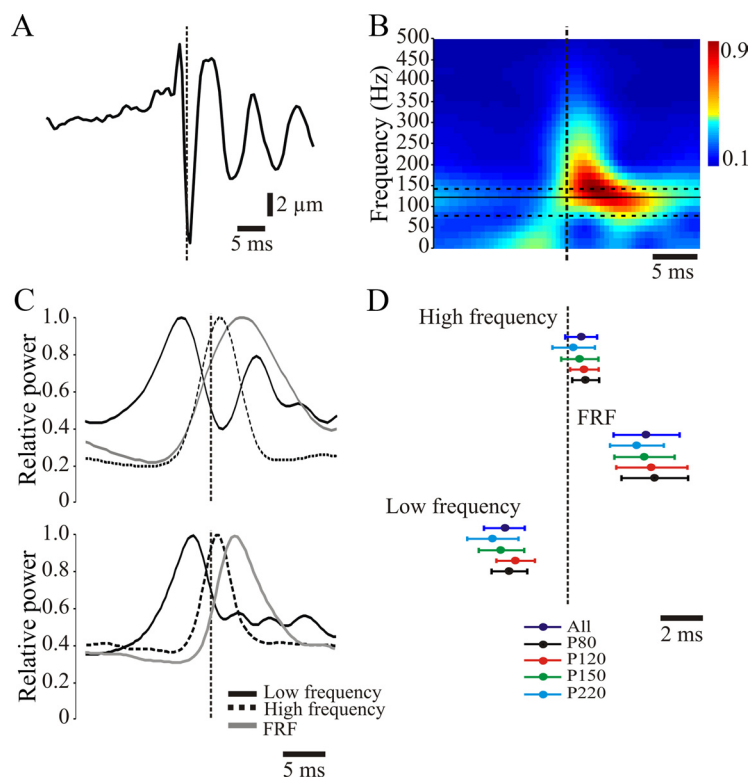 A
2 μm
5 ms
B
Frequency (Hz)
500
450
400
350
300
250
200
150
100
50
0
0.9
0.1
5 ms
C
Relative power
1.0
0.8
0.6
0.4
0.2
0
Relative power
1.0
0.8
0.6
0.4
0.2
0
Low frequency
High frequency
FRF
5 ms
D
High frequency
FRF
Low frequency
2 ms
All
P80
P120
P150
P220